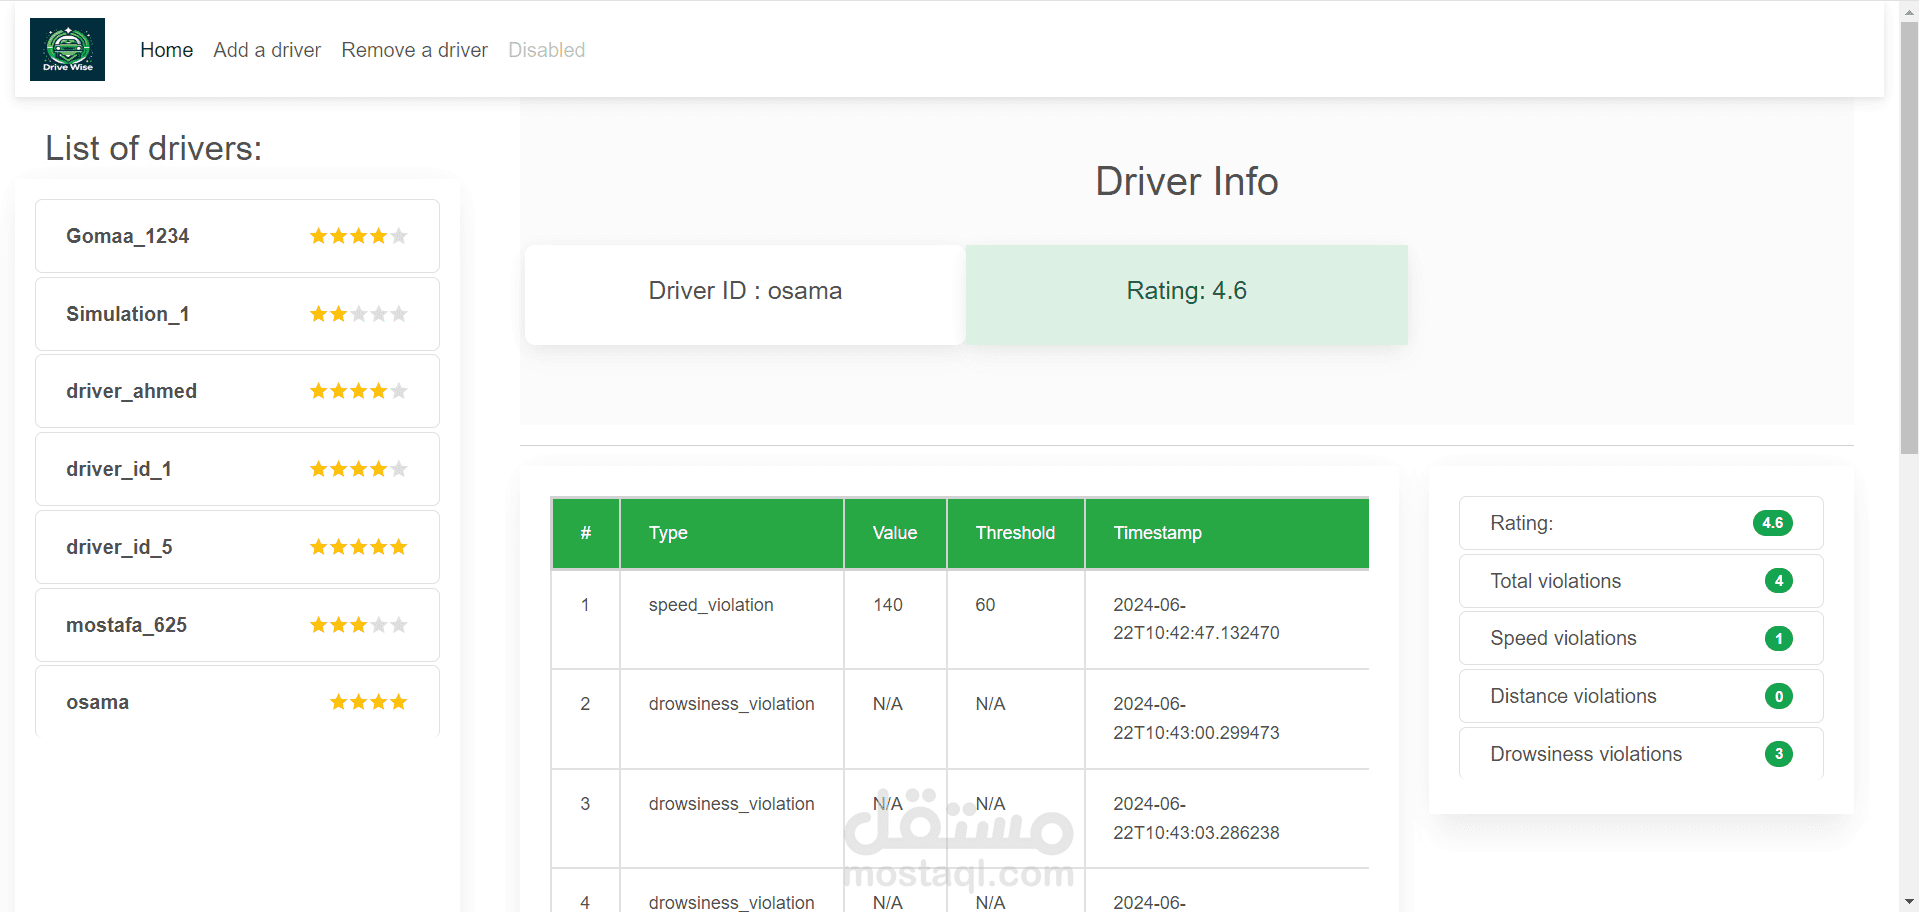 Drive Wise
Home Add a driver Remove a driver Disabled
List of drivers:
Gomaa_1234
Simulation_1
driver_ahmed
driver_id_1
driver_id_5
mostafa_625
osama
Driver Info
Driver ID : osama
Rating: 4.6
# Type Value Threshold Timestamp
1 speed_violation 140 60 2024-06-
22T10:42:47.132470
2 drowsiness_violation N/A N/A 2024-06-
22T10:43:00.299473
3 drowsiness_violation N/A N/A 2024-06-
22T10:43:03.286238
4 drowsiness_violation N/A N/A 2024-06-
Rating: 4.6
Total violations 4
Speed violations 1
Distance violations 0
Drowsiness violations 3
مستقل
mostaql.com